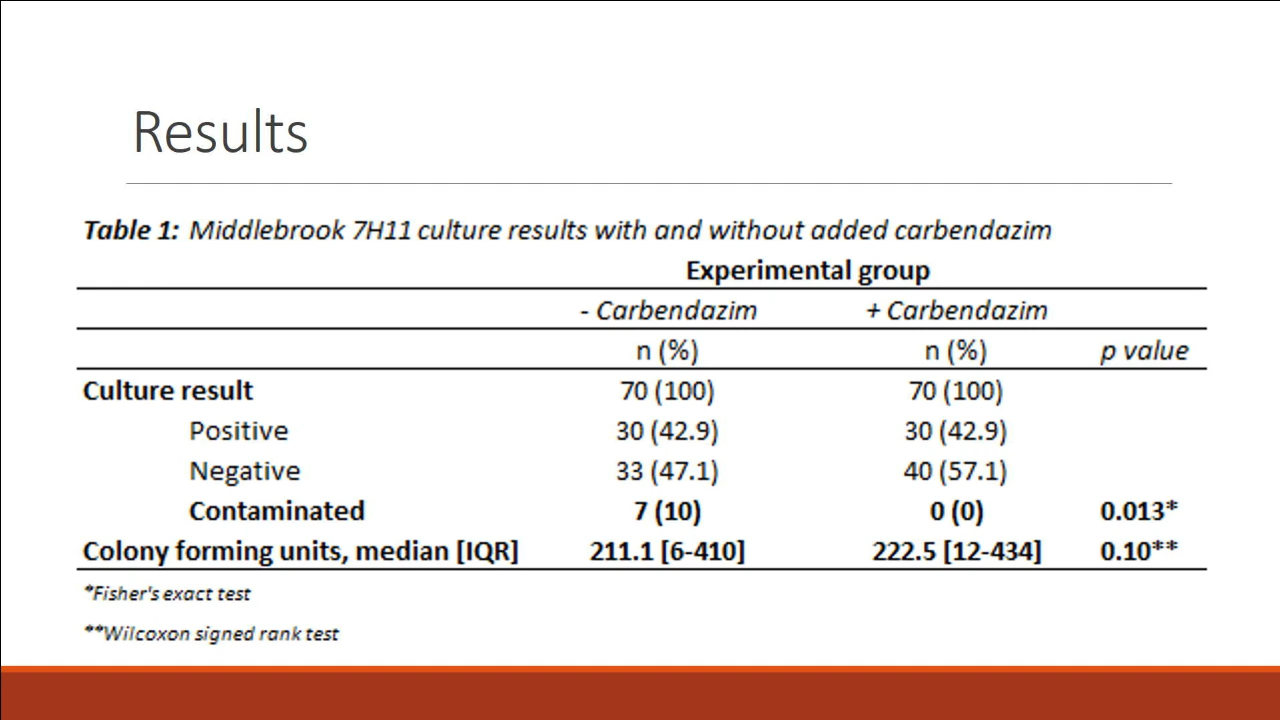 Results
Table 1: Middlebrook 7H11 culture results with and without added carbendazim
Experimental group
- Carbendazim + Carbendazim
n (%) n (%) p value
Culture result 70 (100) 70 (100)
Positive 30 (42.9) 30 (42.9)
Negative 33 (47.1) 40 (57.1)
Contaminated 7 (10) 0 (0) 0.013*
Colony forming units, median [IQR] 211.1 [6-410] 222.5 [12-434] 0.10**
*Fisher's exact test
**Wilcoxon signed rank test